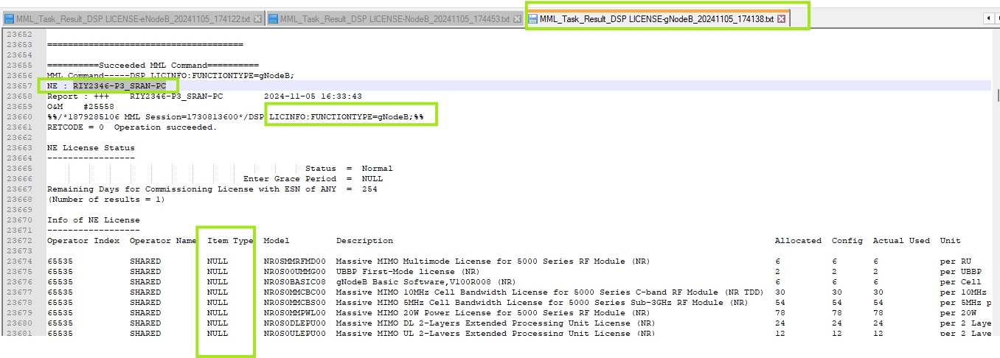 MML_Task_Result_DSP LICENSE-eNodeB_20241105_174122.txt MML_Task_Result_DSP LICENSE-NodeB_20241105_174453.txt MML_Task_Result_DSP LICENSE-gNodeB_20241105_174138.txt
23652
23653 ======================================
23654
23655 ==========Succeeded MML Command==========
23656 MML Command-----DSP LICINFO:FUNCTIONTYPE=gNodeB;
23657 NE : RIY2346-P3_SRAN-PC
23658 Report : +++ RIY2346-P3_SRAN-PC 2024-11-05 16:33:43
23659 O&M #25558
23660 %%/*1879285106 MML Session=1730813600*/DSP LICINFO:FUNCTIONTYPE=gNodeB;%%
23661 RETCODE = 0 Operation succeeded.
23662
23663 NE License Status
23664 -----------------
23665 Status = Normal
23666 Enter Grace Period = NULL
23667 Remaining Days for Commissioning License with ESN of ANY = 254
23668 (Number of results = 1)
23669
23670 Info of NE License
23671 ------------------
23672 Operator Index Operator Name Item Type Model Description Allocated Config Actual Used Unit
23673
23674 65535 SHARED NULL NR0SMMRFMD00 Massive MIMO Multimode License for 5000 Series RF Module (NR) 6 6 6 per RU
23675 65535 SHARED NULL NR0S00UMMG00 UBBP First-Mode license (NR) 2 2 2 per UBBP
23676 65535 SHARED NULL NR0S0BASIC08 gNodeB Basic Software,V100R008 (NR) 6 6 6 per Cell
23677 65535 SHARED NULL NR0S0MMCBC00 Massive MIMO 10MHz Cell Bandwidth License for 5000 Series C-band RF Module (NR TDD) 30 30 30 per 10MHz
23678 65535 SHARED NULL NR0S0MMCBS00 Massive MIMO 5MHz Cell Bandwidth License for 5000 Series Sub-3GHz RF Module (NR) 54 54 54 per 5MHz p
23679 65535 SHARED NULL NR0S0MMPWL00 Massive MIMO 20W Power License for 5000 Series RF Module (NR) 78 78 78 per 20W
23680 65535 SHARED NULL NR0S0DLEPU00 Massive MIMO DL 2-Layers Extended Processing Unit License (NR) 24 24 24 per 2 Laye
23681 65535 SHARED NULL NR0S0ULEPU00 Massive MIMO UL 2-Layers Extended Processing Unit License (NR) 12 12 12 per 2 Laye